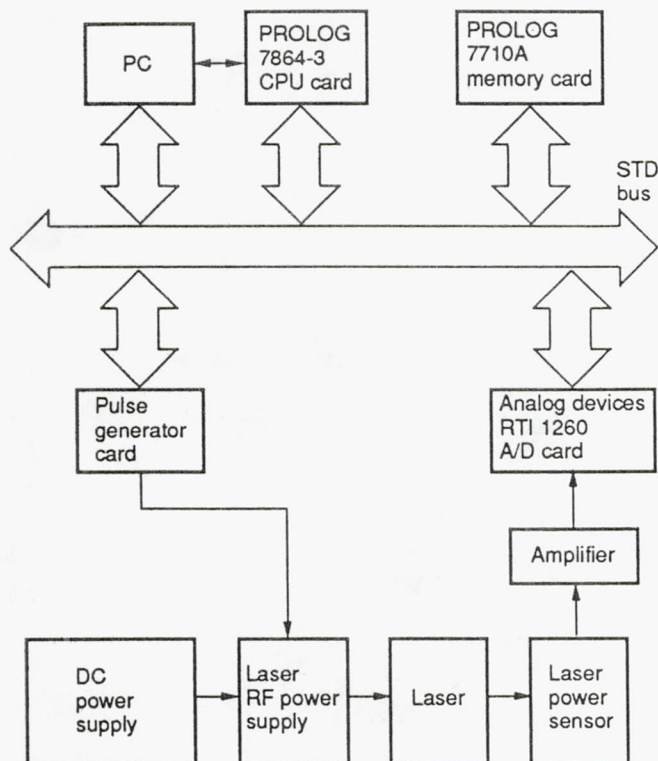 PC
PROLOG
7864-3
CPU card
PROLOG
7710A
memory card
STD
bus
Pulse
generator
card
Analog devices
RTI 1260
A/D card
Amplifier
DC
power
supply
Laser
RF power
supply
Laser
Laser
power
sensor